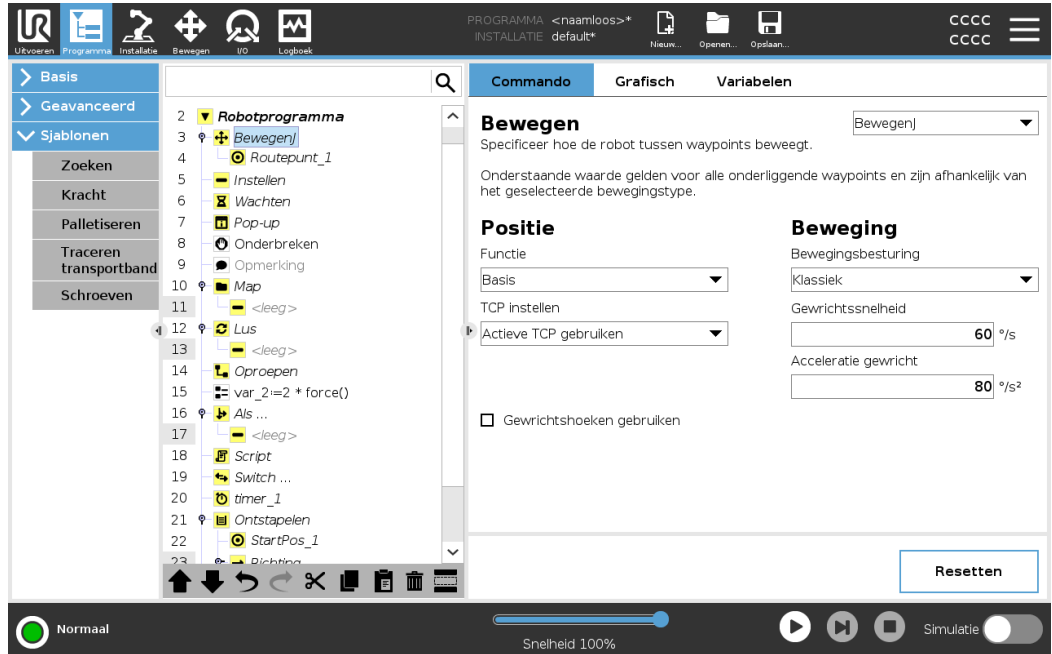 PROGRAMMA <naamloos>*
INSTALLATIE default*
Uitvoeren Programma Installatie Bewegen I/O Logboek
Nieuw... Openen... Opslaan...
CCCC
CCCC
Basis
Geavanceerd
Sjablonen
Zoeken
Kracht
Palletiseren
Traceren
transportband
Schroeven
2 Robotprogramma
3 BewegenJ
4 Routepunt_1
5 Instellen
6 Wachten
7 Pop-up
8 Onderbreken
9 Opmerking
10 Map
11 <leeg>
12 Lus
13 <leeg>
14 Oproepen
15 var_2:=2 * force()
16 Als ...
17 <leeg>
18 Script
19 Switch ...
20 timer_1
21 Ontstapelen
22 StartPos_1
23 Richting
Commando Grafisch Variabelen
Bewegen
BewegenJ
Specificeer hoe de robot tussen waypoints beweegt.
Onderstaande waarde gelden voor alle onderliggende waypoints en zijn afhankelijk van
het geselecteerde bewegingstype.
Positie
Functie
Basis
TCP instellen
Actieve TCP gebruiken
Beweging
Bewegingsbesturing
Klassiek
Gewrichtssnelheid
60 °/s
Acceleratie gewricht
80 °/s²
Gewrichtshoeken gebruiken
Resetten
Normaal
Snelheid 100%
Simulatie